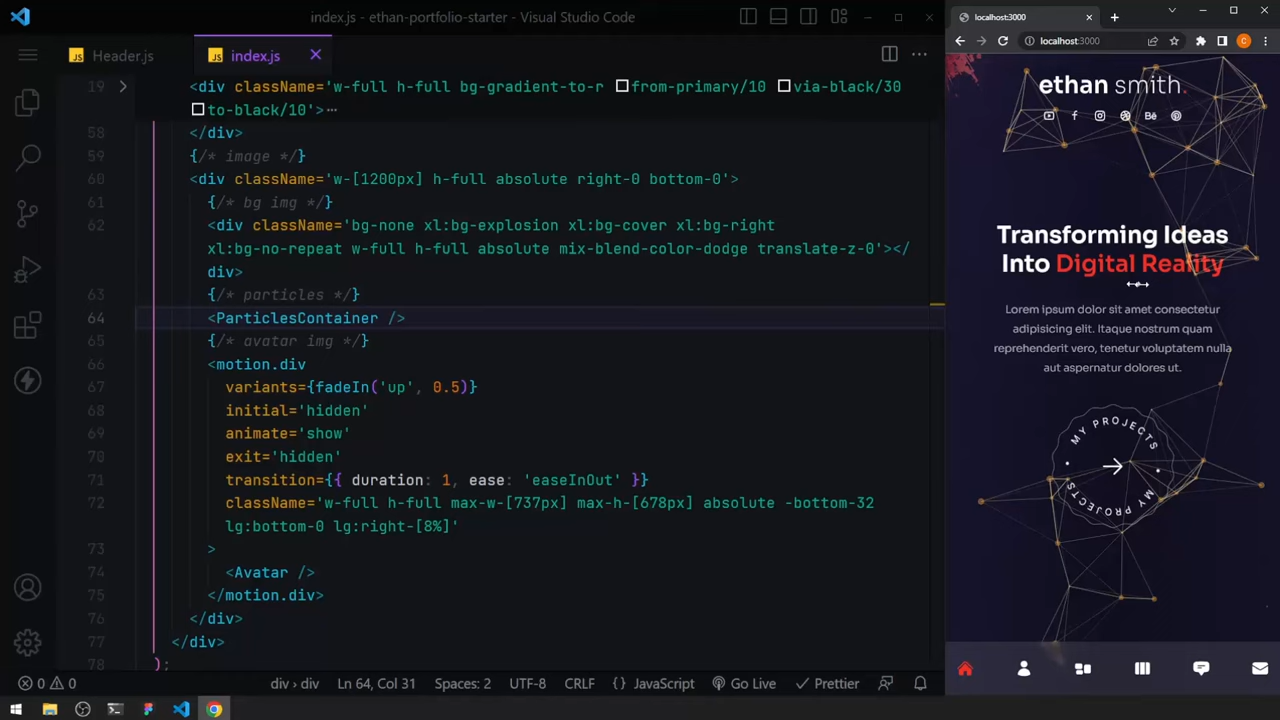 index.js - ethan-portfolio-starter - Visual Studio Code
Header.js
index.js
19 <div className='w-full h-full bg-gradient-to-r from-primary/10 via-black/30
to-black/10'>⋯
58 </div>
59 {/* image */}
60 <div className='w-[1200px] h-full absolute right-0 bottom-0'>
61 {/* bg img */}
62 <div className='bg-none xl:bg-explosion xl:bg-cover xl:bg-right
xl:bg-no-repeat w-full h-full absolute mix-blend-color-dodge translate-z-0'></
div>
63 {/* particles */}
64 <ParticlesContainer />
65 {/* avatar img */}
66 <motion.div
67 variants={fadeIn('up', 0.5)}
68 initial='hidden'
69 animate='show'
70 exit='hidden'
71 transition={{ duration: 1, ease: 'easeInOut' }}
72 className='w-full h-full max-w-[737px] max-h-[678px] absolute -bottom-32
lg:bottom-0 lg:right-[8%]'
73 >
74 <Avatar />
75 </motion.div>
76 </div>
77 </div>
78 );
0 0 div > div Ln 64, Col 31 Spaces: 2 UTF-8 CRLF {} JavaScript Go Live Prettier
localhost:3000
localhost:3000
C
ethan smith.
Bē
Transforming Ideas
Into Digital Reality
Lorem ipsum dolor sit amet consectetur
adipisicing elit. Itaque nostrum quam
reprehenderit vero, tenetur voluptatem nulla
aut aspernatur dolores ut.
MY PROJECTS
MY PROJECTS